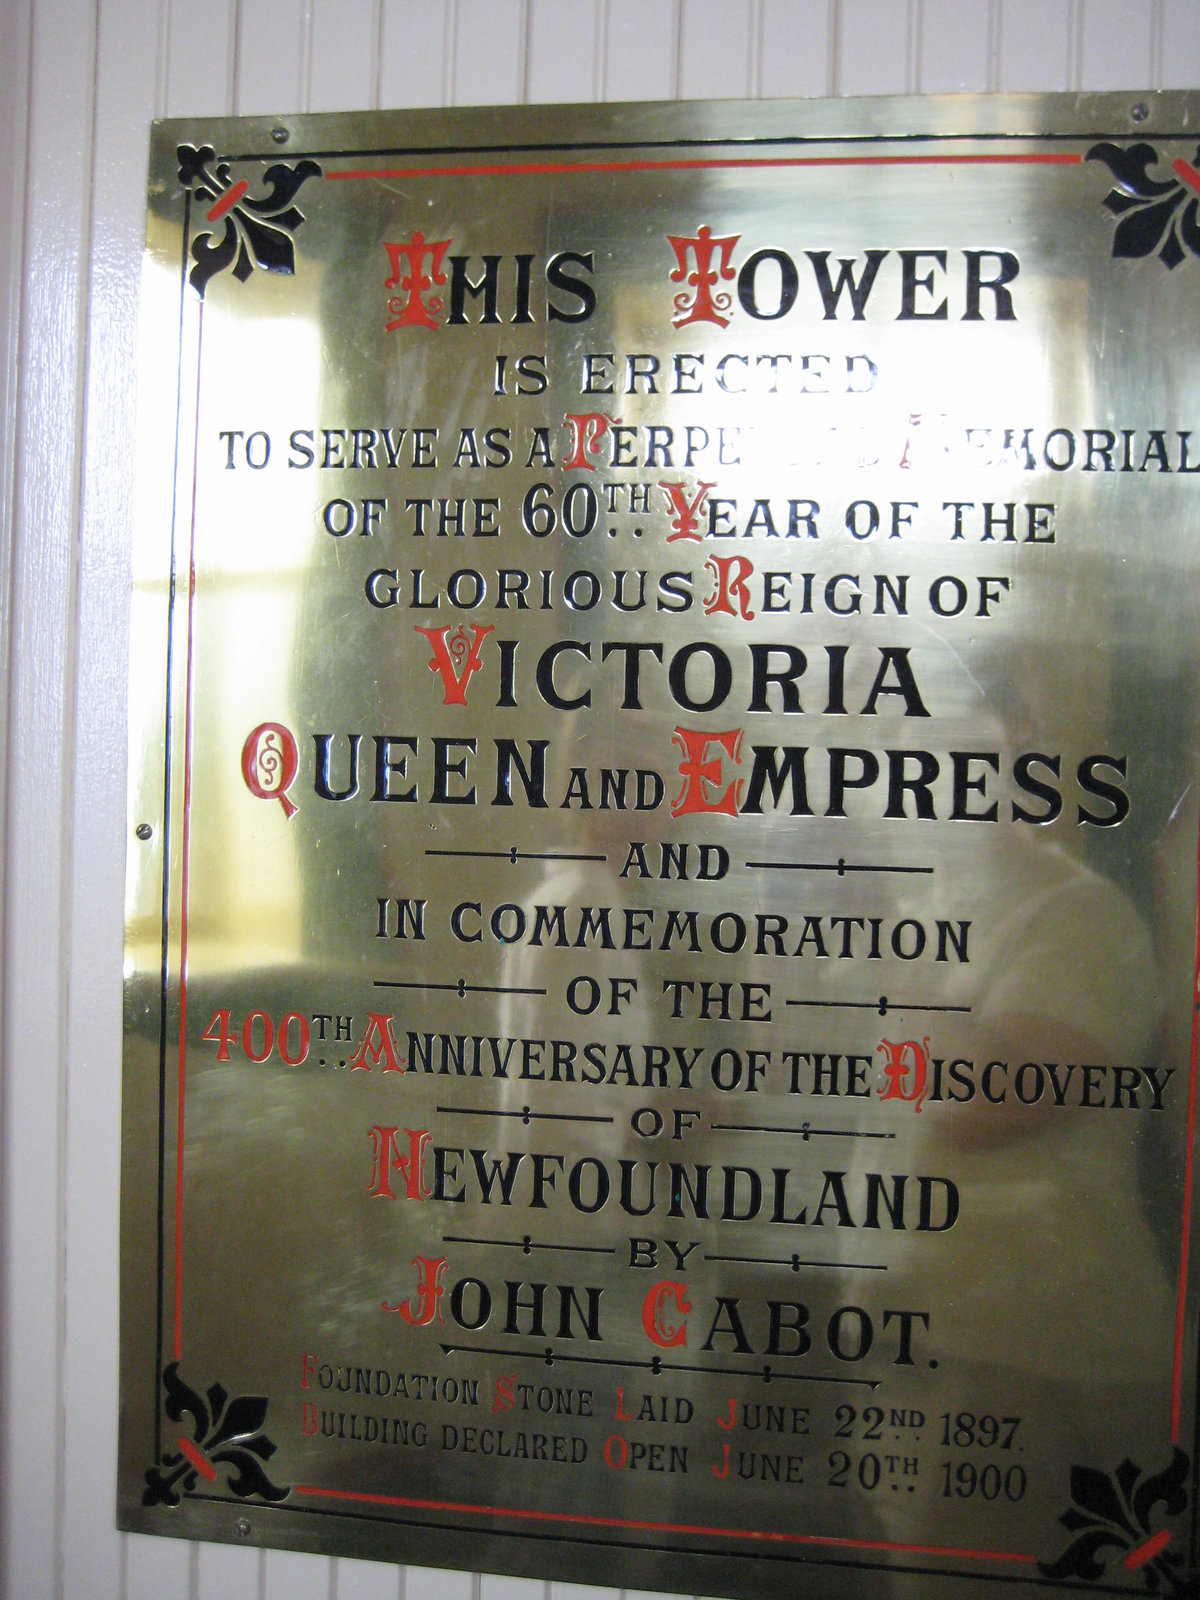 THIS TOWER
IS ERECTED
TO SERVE AS A PERPETUAL MEMORIAL
OF THE 60TH YEAR OF THE
GLORIOUS REIGN OF
VICTORIA
QUEEN AND EMPRESS
AND
IN COMMEMORATION
OF THE
400TH ANNIVERSARY OF THE DISCOVERY
OF
NEWFOUNDLAND
BY
JOHN CABOT.
FOUNDATION STONE LAID JUNE 22ND 1897.
BUILDING DECLARED OPEN JUNE 20TH 1900